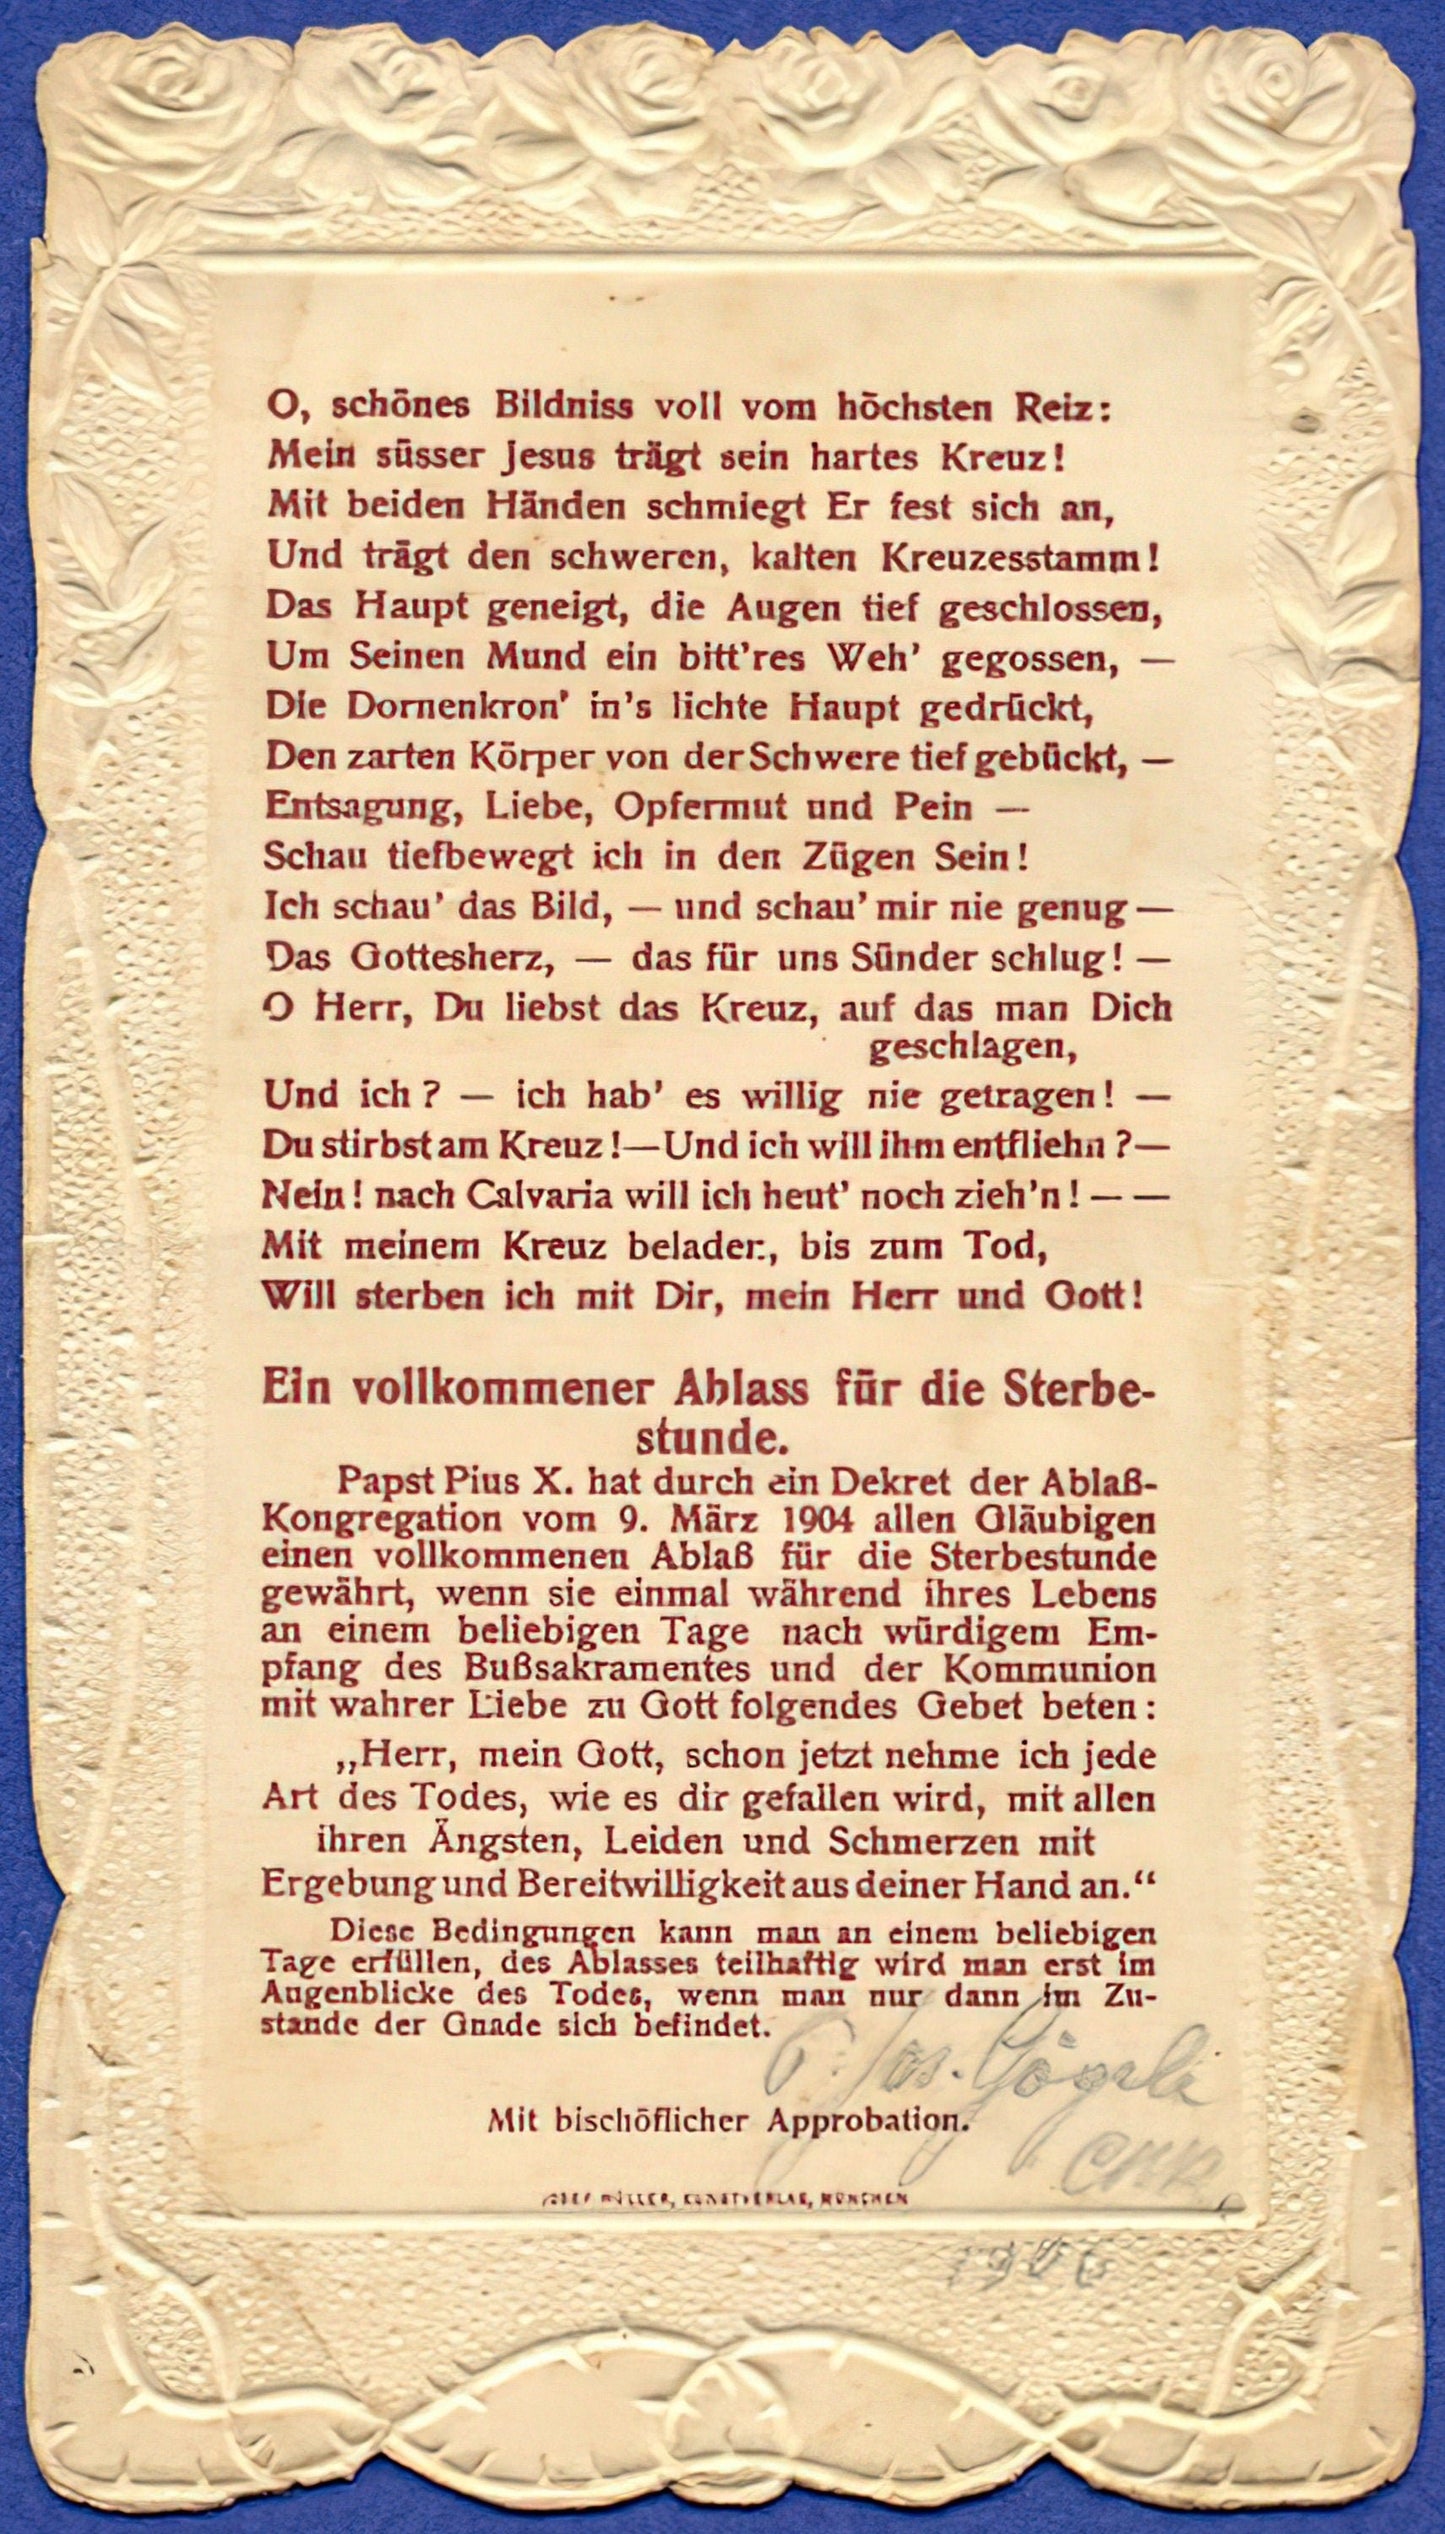 O, schönes Bildniss voll vom höchsten Reiz:
Mein süsser Jesus trägt sein hartes Kreuz!
Mit beiden Händen schmiegt Er fest sich an,
Und trägt den schweren, kalten Kreuzesstamm!
Das Haupt geneigt, die Augen tief geschlossen,
Um Seinen Mund ein bitt'res Weh' gegossen, —
Die Dornenkron' in's lichte Haupt gedrückt,
Den zarten Körper von der Schwere tief gebückt, —
Entsagung, Liebe, Opfermut und Pein —
Schau tiefbewegt ich in den Zügen Sein!
Ich schau' das Bild, — und schau' mir nie genug —
Das Gottesherz, — das für uns Sünder schlug! —
O Herr, Du liebst das Kreuz, auf das man Dich
geschlagen,
Und ich? — ich hab' es willig nie getragen! —
Du stirbst am Kreuz!—Und ich will ihm entfliehn?—
Nein! nach Calvaria will ich heut' noch zieh'n! — —
Mit meinem Kreuz beladen, bis zum Tod,
Will sterben ich mit Dir, mein Herr und Gott!
Ein vollkommener Ablass für die Sterbe-
stunde.
Papst Pius X. hat durch ein Dekret der Ablaß-
Kongregation vom 9. März 1904 allen Gläubigen
einen vollkommenen Ablaß für die Sterbestunde
gewährt, wenn sie einmal während ihres Lebens
an einem beliebigen Tage nach würdigem Em-
pfang des Bußsakramentes und der Kommunion
mit wahrer Liebe zu Gott folgendes Gebet beten:
„Herr, mein Gott, schon jetzt nehme ich jede
Art des Todes, wie es dir gefallen wird, mit allen
ihren Ängsten, Leiden und Schmerzen mit
Ergebung und Bereitwilligkeit aus deiner Hand an.“
Diese Bedingungen kann man an einem beliebigen
Tage erfüllen, des Ablasses teilhaftig wird man erst im
Augenblicke des Todes, wenn man nur dann im Zu-
stande der Gnade sich befindet.
P. Jos.
Mit bischöflicher Approbation.
JOSEF MÜLLER, KUNSTVERLAG, MÜNCHEN